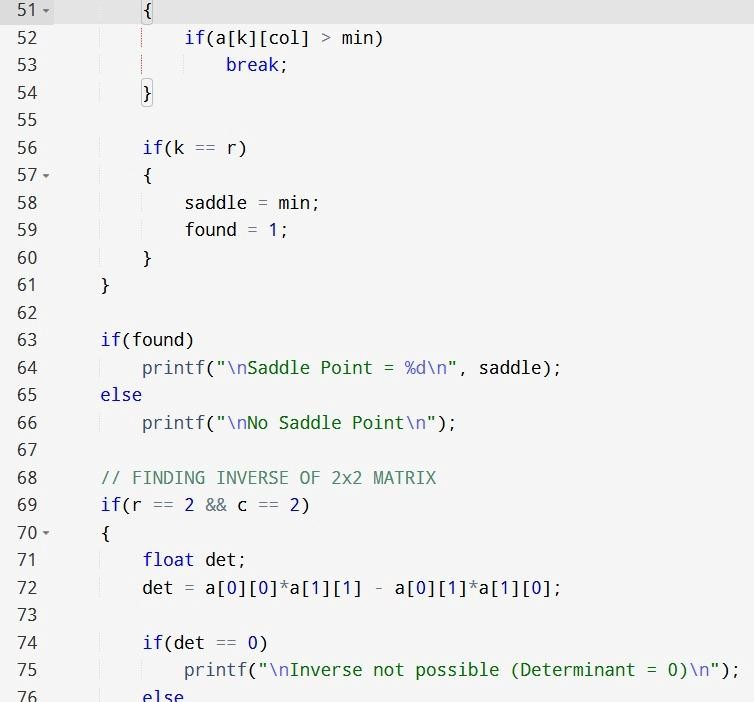 51 {
52 if(a[k][col] > min)
53 break;
54 }
55
56 if(k == r)
57 {
58 saddle = min;
59 found = 1;
60 }
61 }
62
63 if(found)
64 printf("\nSaddle Point = %d\n", saddle);
65 else
66 printf("\nNo Saddle Point\n");
67
68 // FINDING INVERSE OF 2x2 MATRIX
69 if(r == 2 && c == 2)
70 {
71 float det;
72 det = a[0][0]*a[1][1] - a[0][1]*a[1][0];
73
74 if(det == 0)
75 printf("\nInverse not possible (Determinant = 0)\n");
76 else